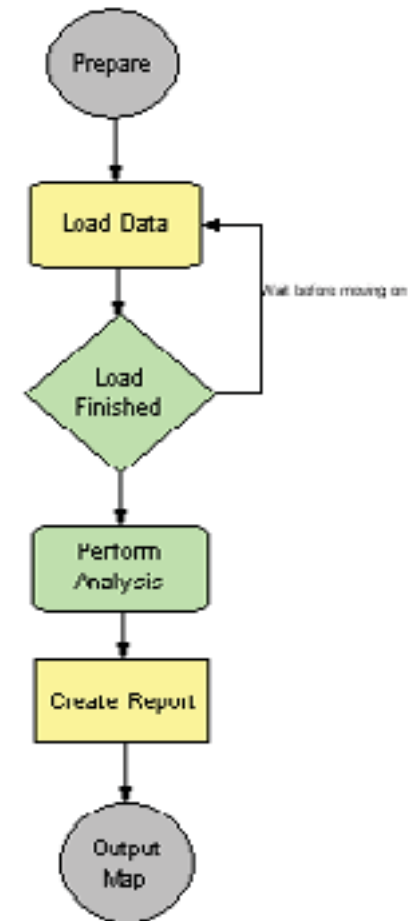 Prepare
Load Data
Wait before moving on
Load
Finished
Perform
Analysis
Create Report
Output
Map